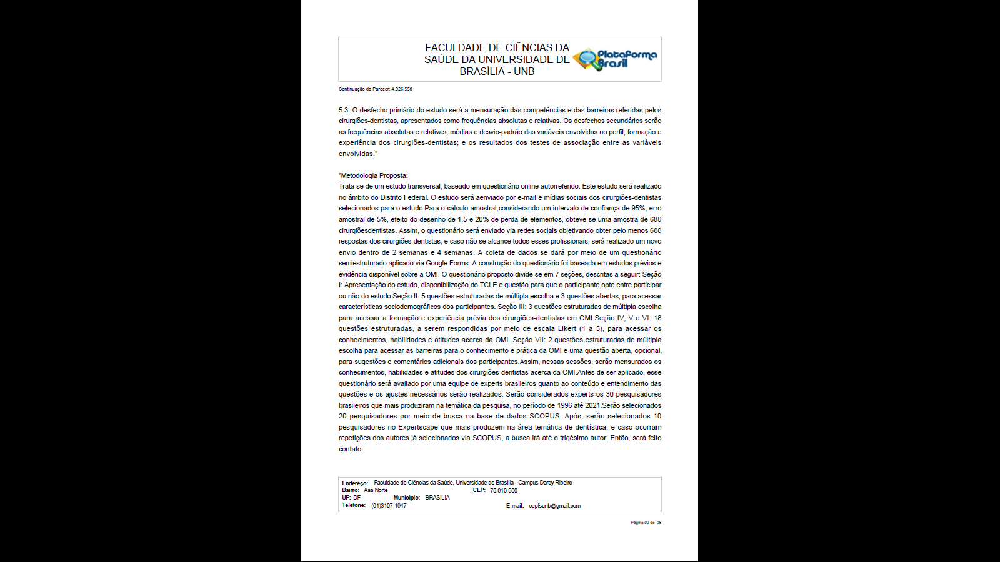 FACULDADE DE CIÊNCIAS DA
SAÚDE DA UNIVERSIDADE DE
BRASÍLIA - UNB
PlataForma
Brasil
Continuação do Parecer: 4.926.558
5.3. O desfecho primário do estudo será a mensuração das competências e das barreiras referidas pelos
cirurgiões-dentistas, apresentados como frequências absolutas e relativas. Os desfechos secundários serão
as frequências absolutas e relativas, médias e desvio-padrão das variáveis envolvidas no perfil, formação e
experiência dos cirurgiões-dentistas; e os resultados dos testes de associação entre as variáveis
envolvidas."
"Metodologia Proposta:
Trata-se de um estudo transversal, baseado em questionário online autorreferido. Este estudo será realizado
no âmbito do Distrito Federal. O estudo será aenviado por e-mail e mídias sociais dos cirurgiões-dentistas
selecionados para o estudo.Para o cálculo amostral,considerando um intervalo de confiança de 95%, erro
amostral de 5%, efeito do desenho de 1,5 e 20% de perda de elementos, obteve-se uma amostra de 688
cirurgiõesdentistas. Assim, o questionário será enviado via redes sociais objetivando obter pelo menos 688
respostas dos cirurgiões-dentistas, e caso não se alcance todos esses profissionais, será realizado um novo
envio dentro de 2 semanas e 4 semanas. A coleta de dados se dará por meio de um questionário
semiestruturado aplicado via Google Forms. A construção do questionário foi baseada em estudos prévios e
evidência disponível sobre a OMI. O questionário proposto divide-se em 7 seções, descritas a seguir: Seção
I: Apresentação do estudo, disponibilização do TCLE e questão para que o participante opte entre participar
ou não do estudo.Seção II: 5 questões estruturadas de múltipla escolha e 3 questões abertas, para acessar
características sociodemográficos dos participantes. Seção III: 3 questões estruturadas de múltipla escolha
para acessar a formação e experiência prévia dos cirurgiões-dentistas em OMI.Seção IV, V e VI: 18
questões estruturadas, a serem respondidas por meio de escala Likert (1 a 5), para acessar os
conhecimentos, habilidades e atitudes acerca da OMI. Seção VII: 2 questões estruturadas de múltipla
escolha para acessar as barreiras para o conhecimento e prática da OMI e uma questão aberta, opcional,
para sugestões e comentários adicionais dos participantes.Assim, nessas sessões, serão mensurados os
conhecimentos, habilidades e atitudes dos cirurgiões-dentistas acerca da OMI.Antes de ser aplicado, esse
questionário será avaliado por uma equipe de experts brasileiros quanto ao conteúdo e entendimento das
questões e os ajustes necessários serão realizados. Serão considerados experts os 30 pesquisadores
brasileiros que mais produziram na temática da pesquisa, no período de 1996 até 2021.Serão selecionados
20 pesquisadores por meio de busca na base de dados SCOPUS. Após, serão selecionados 10
pesquisadores no Expertscape que mais produzem na área temática de dentística, e caso ocorram
repetições dos autores já selecionados via SCOPUS, a busca irá até o trigésimo autor. Então, será feito
contato
Endereço: Faculdade de Ciências da Saúde, Universidade de Brasília - Campus Darcy Ribeiro
Bairro: Asa Norte CEP: 70.910-900
UF: DF Município: BRASILIA
Telefone: (61)3107-1947 E-mail: cepfsunb@gmail.com
Página 02 de 08